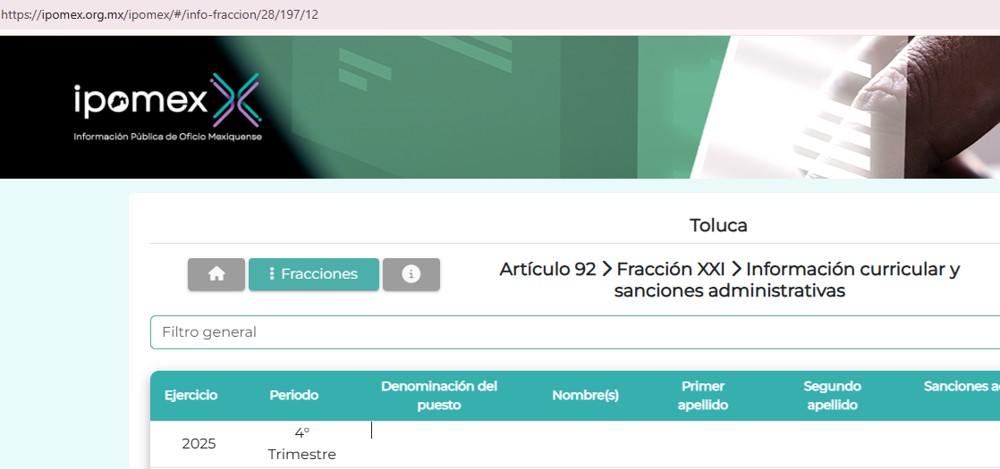 https://ipomex.org.mx/ipomex/#/info-fraccion/28/197/12
ipomex
Información Pública de Oficio Mexiquense
Toluca
Fracciones
Artículo 92 > Fracción XXI > Información curricular y
sanciones administrativas
Filtro general
Ejercicio Periodo Denominación del puesto Nombre(s) Primer apellido Segundo apellido Sanciones
2025 4° Trimestre